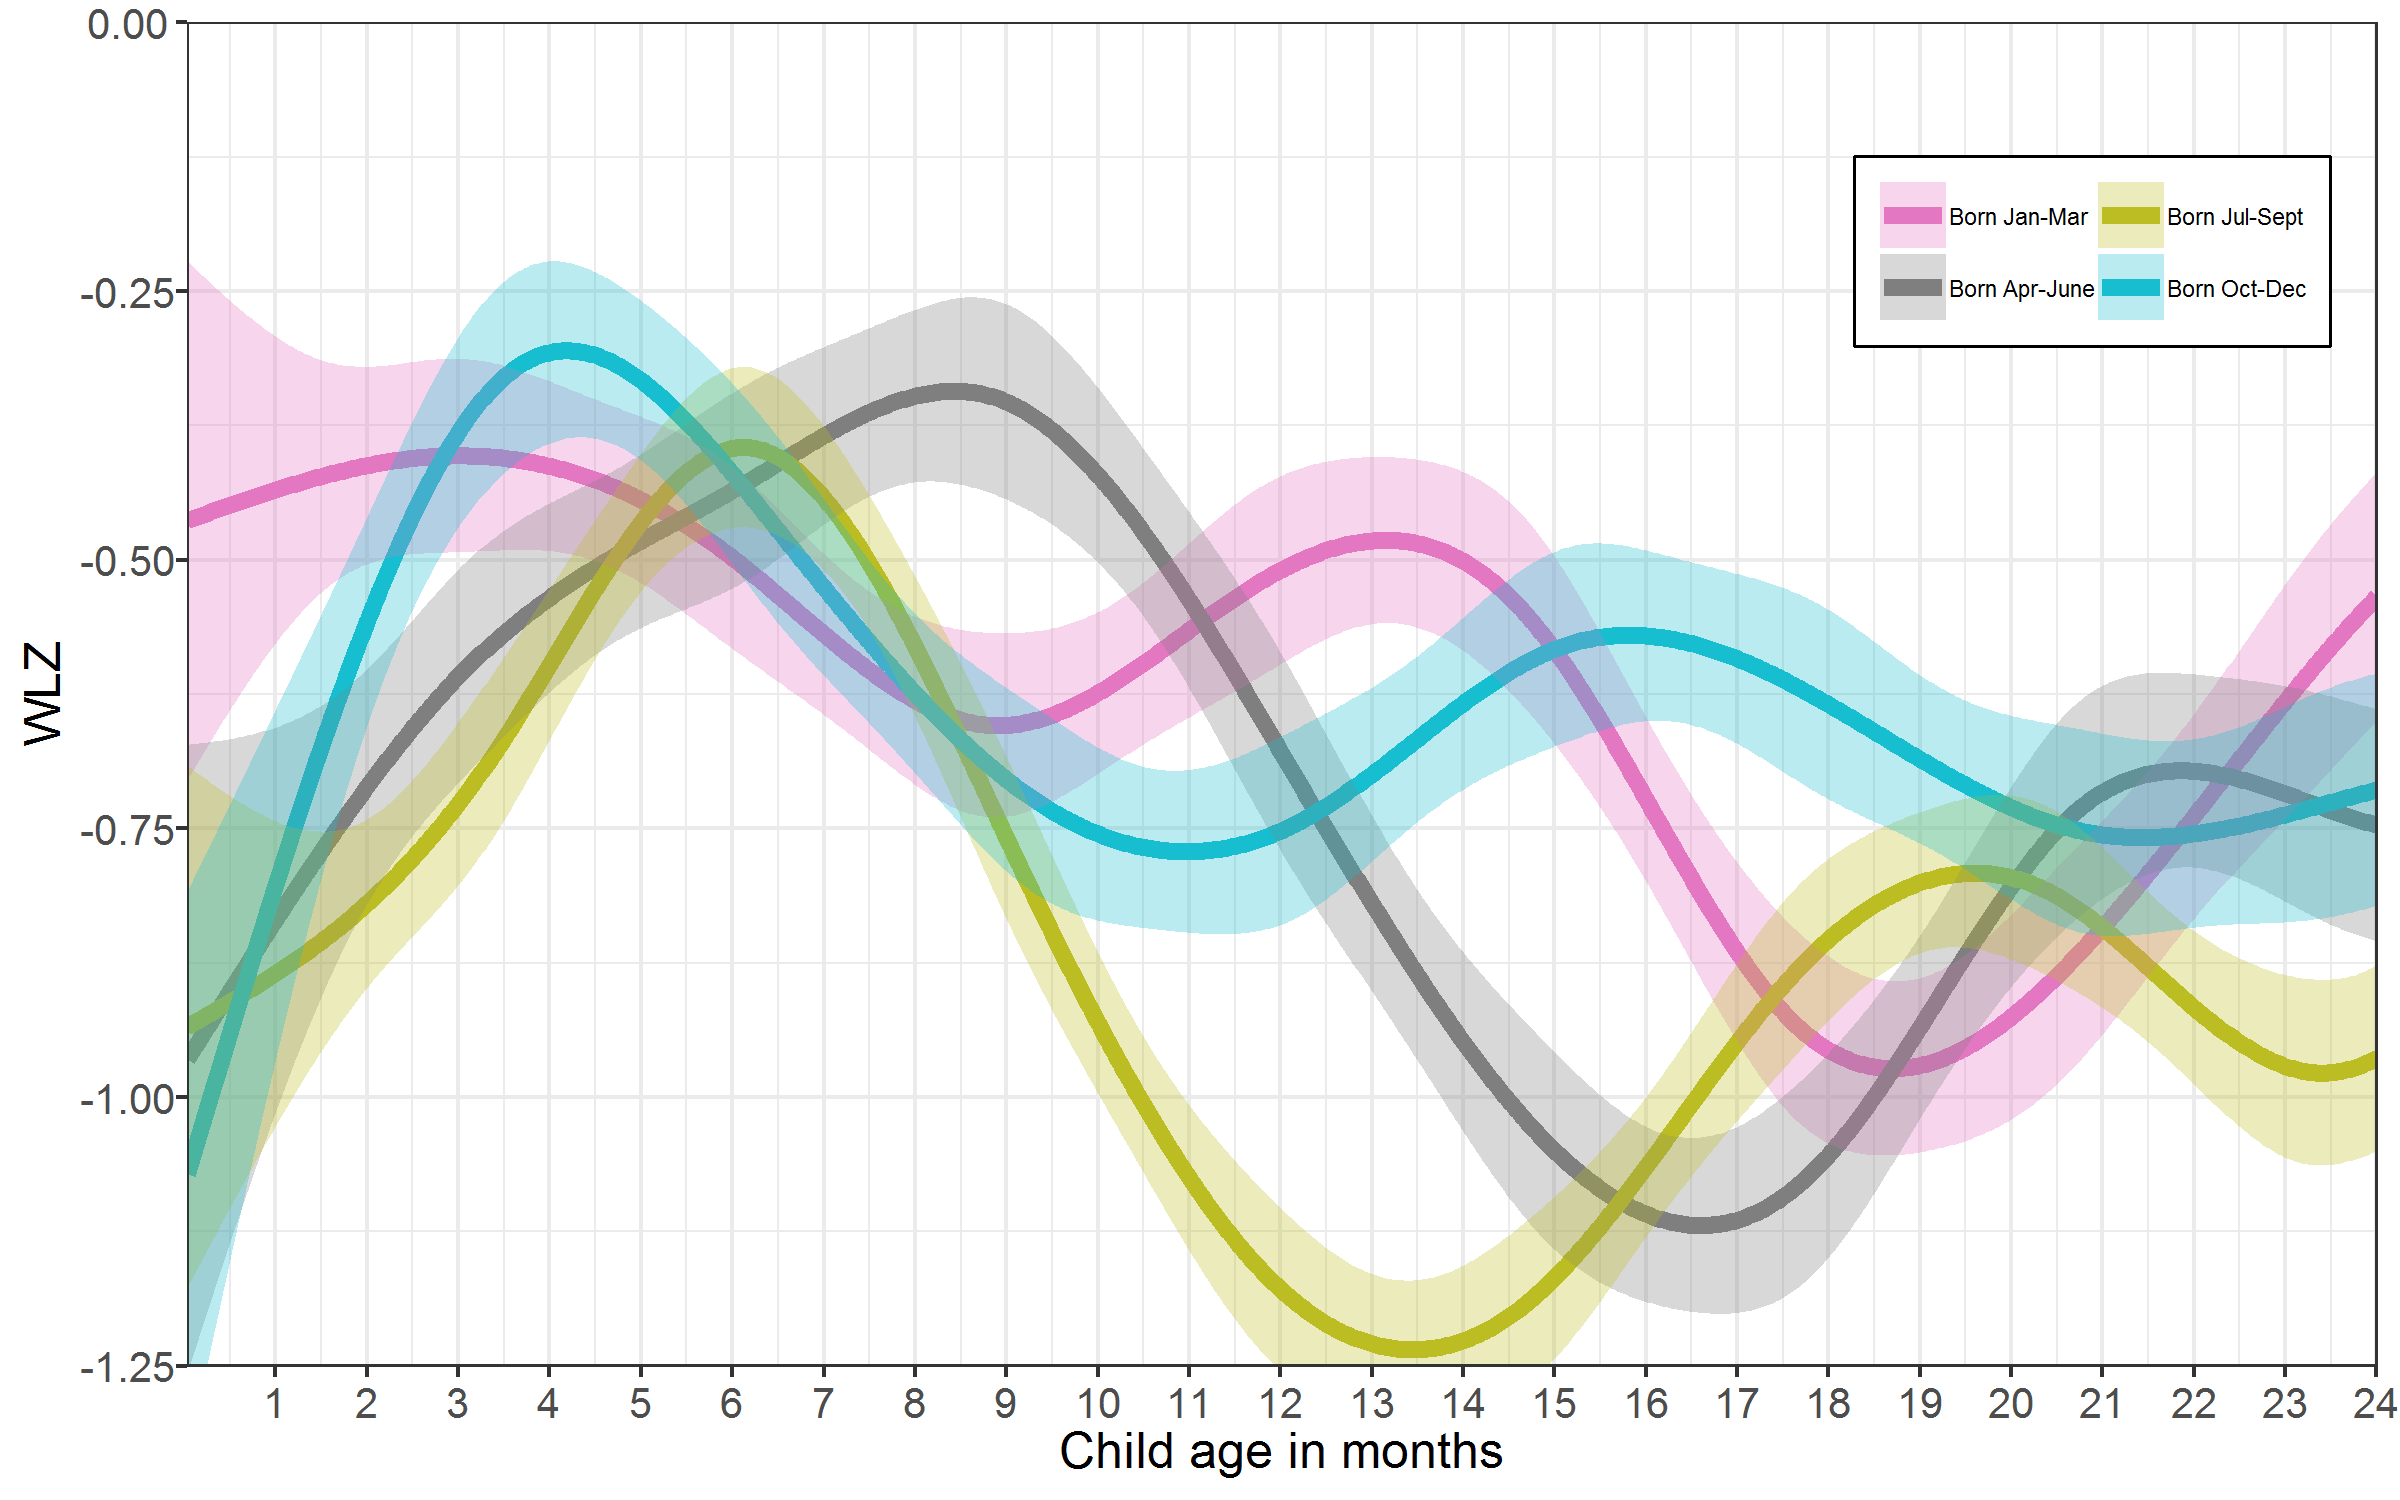 0.00
-0.25
-0.50
-0.75
-1.00
-1.25
WLZ
Born Jan-Mar Born Jul-Sept
Born Apr-June Born Oct-Dec
1 2 3 4 5 6 7 8 9 10 11 12 13 14 15 16 17 18 19 20 21 22 23 24
Child age in months